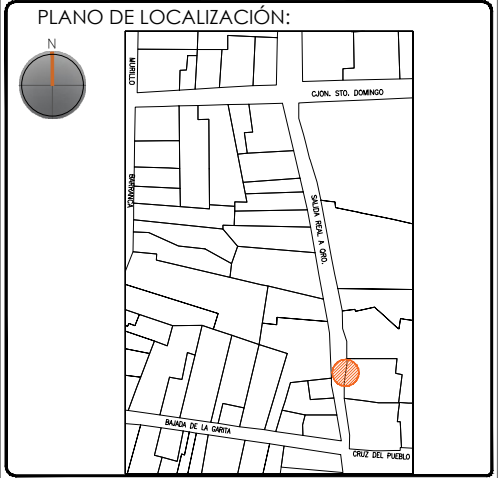 PLANO DE LOCALIZACIÓN:
N
MURILLO
CJON. STO. DOMINGO
BARRANCA
SALIDA REAL A QRO.
BAJADA DE LA GARITA
CRUZ DEL PUEBLO